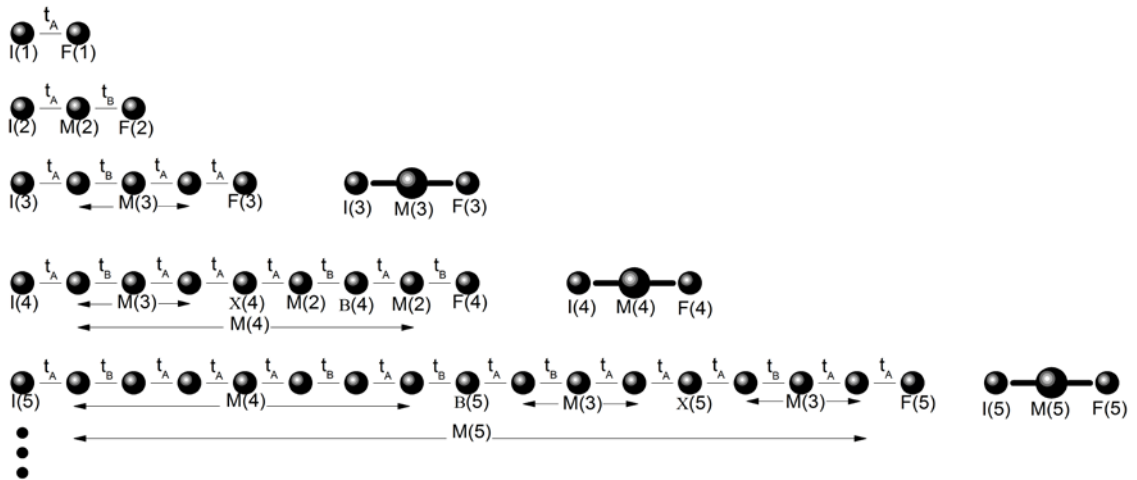 t_A
I(1) F(1)
t_A t_B
I(2) M(2) F(2)
t_A t_B t_A t_A
I(3) M(3) F(3) I(3) M(3) F(3)
t_A t_B t_A t_A t_A t_B t_A t_B
I(4) M(3) X(4) M(2) B(4) M(2) F(4) I(4) M(4) F(4)
M(4)
t_A t_B t_A t_A t_A t_B t_A t_B t_A t_B t_A t_A t_A t_B t_A t_A
I(5) M(4) B(5) M(3) X(5) M(3) F(5) I(5) M(5) F(5)
M(5)